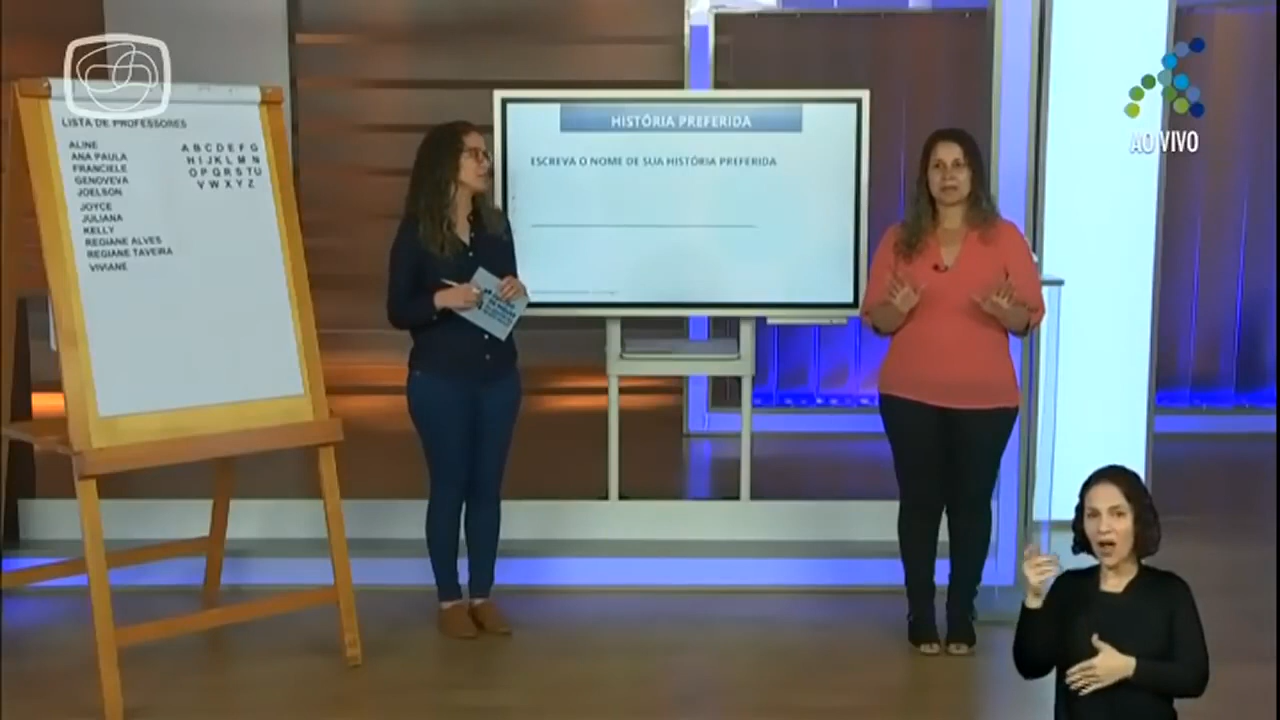 LISTA DE PROFESSORES
ALINE
ANA PAULA
FRANCIELE
GENOVEVA
JOELSON
JOYCE
JULIANA
KELLY
REGIANE ALVES
REGIANE TAVEIRA
VIVIANE
A B C D E F G
H I J K L M N
O P Q R S T U
V W X Y Z
HISTÓRIA PREFERIDA
ESCREVA O NOME DE SUA HISTÓRIA PREFERIDA
AO VIVO